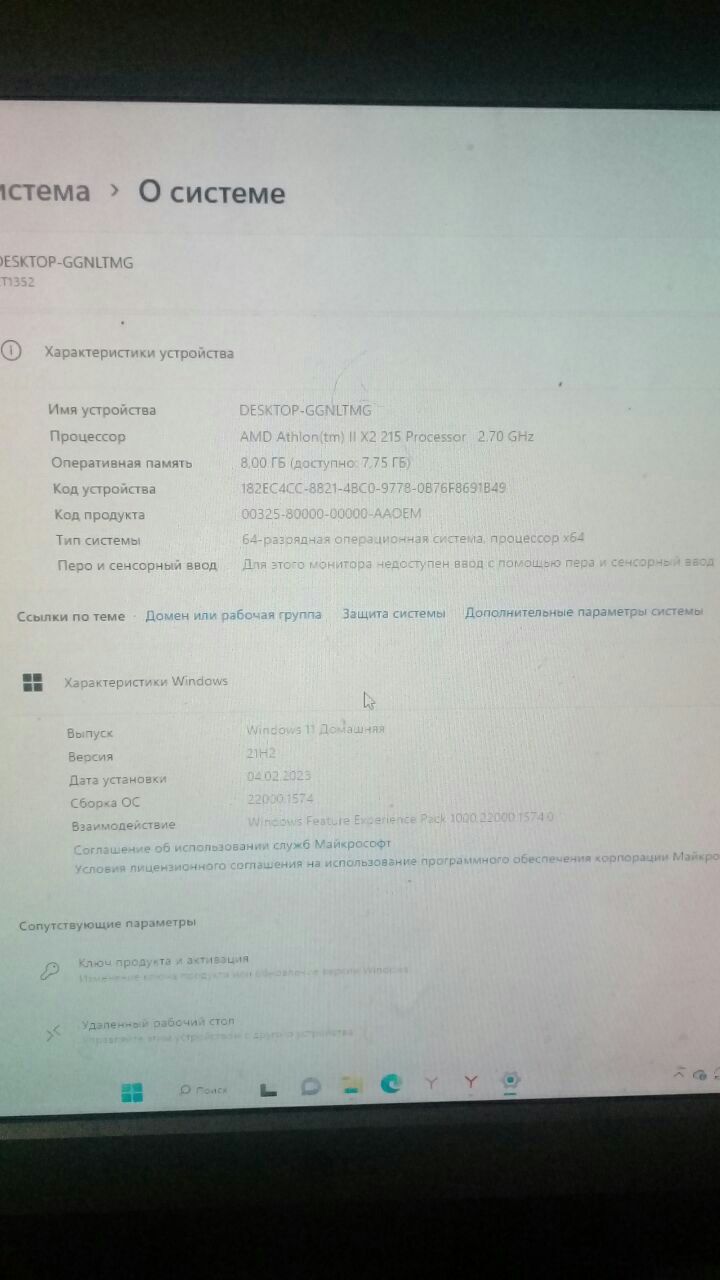 истема > О системе
DESKTOP-GGNLTMG
ET1352
Характеристики устройства
Имя устройства DESKTOP-GGNLTMG
Процессор AMD Athlon(tm) II X2 215 Processor 2.70 GHz
Оперативная память 8,00 ГБ (доступно: 7,75 ГБ)
Код устройства 182EC4CC-8821-4BC0-9778-0B76F8691B49
Код продукта 00325-80000-00000-AAOEM
Тип системы 64-разрядная операционная система, процессор x64
Перо и сенсорный ввод Для этого монитора недоступен ввод с помощью пера и сенсорный ввод
Ссылки по теме Домен или рабочая группа Защита системы Дополнительные параметры системы
Характеристики Windows
Выпуск Windows 11 Домашняя
Версия 21H2
Дата установки 04.02.2023
Сборка ОС 22000.1574
Взаимодействие Windows Feature Experience Pack 1000.22000.1574.0
Соглашение об использовании служб Майкрософт
Условия лицензионного соглашения на использование программного обеспечения корпорации Майкро
Сопутствующие параметры
Ключ продукта и активация
Изменение ключа продукта или обновление версии Windows
Удаленный рабочий стол
Управляйте этим устройством с другого устройства
Поиск